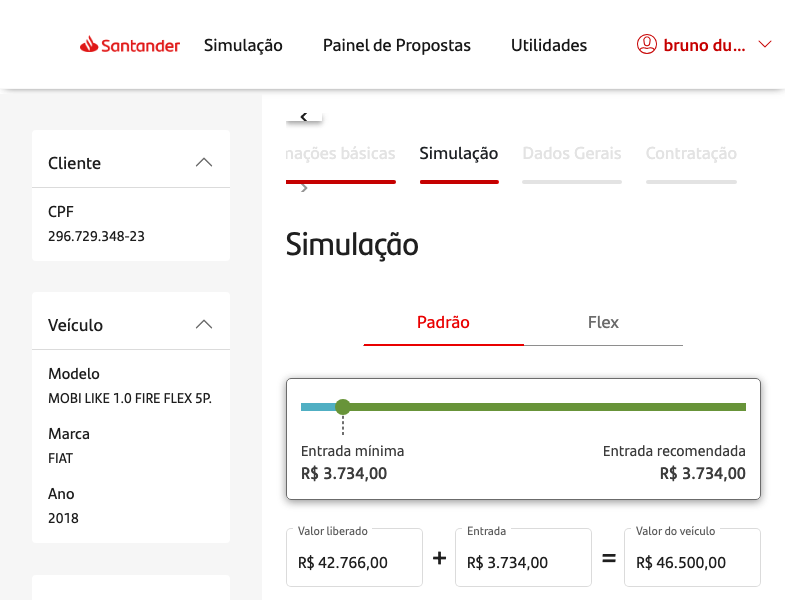 Santander Simulação Painel de Propostas Utilidades bruno du...
Cliente
CPF
296.729.348-23
Veículo
Modelo
MOBI LIKE 1.0 FIRE FLEX 5P.
Marca
FIAT
Ano
2018
mações básicas Simulação Dados Gerais Contratação
Simulação
Padrão Flex
Entrada mínima Entrada recomendada
R$ 3.734,00 R$ 3.734,00
Valor liberado Entrada Valor do veículo
R$ 42.766,00 + R$ 3.734,00 = R$ 46.500,00